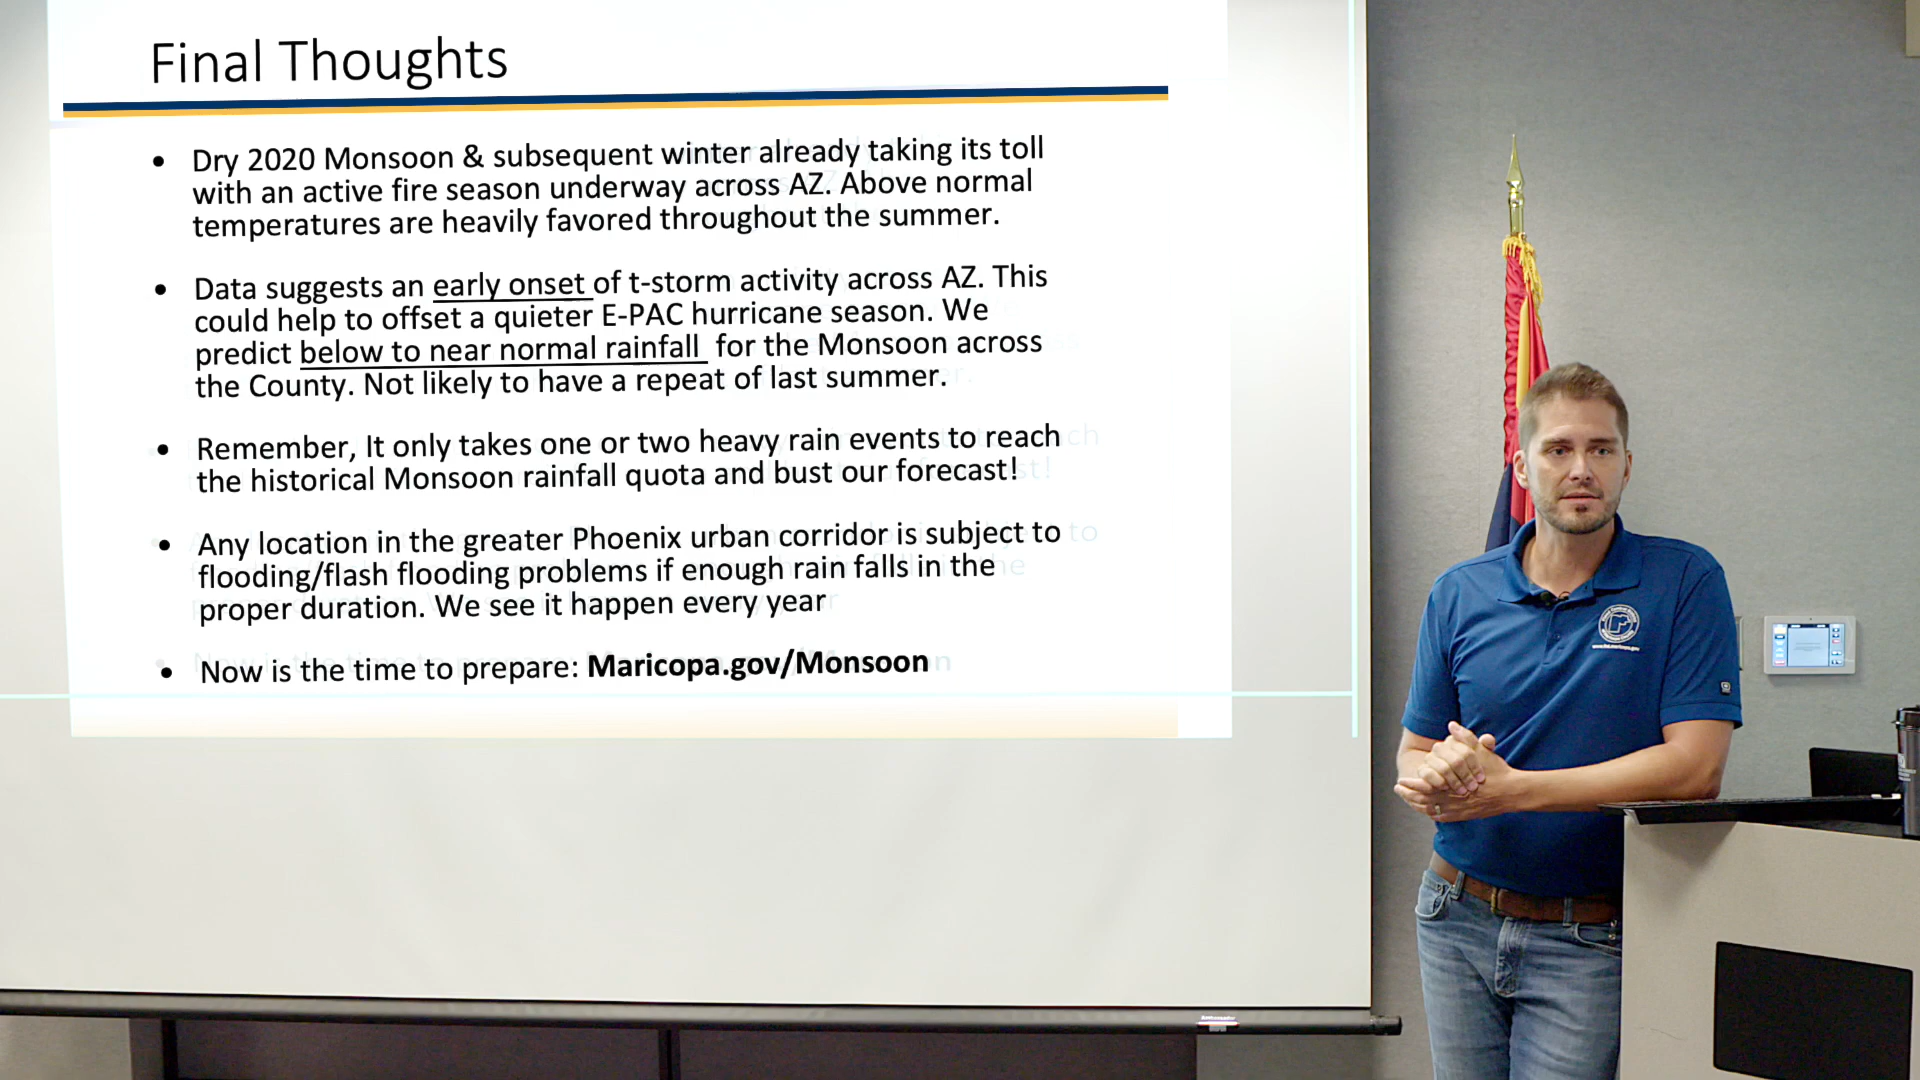 Final Thoughts
• Dry 2020 Monsoon & subsequent winter already taking its toll
with an active fire season underway across AZ. Above normal
temperatures are heavily favored throughout the summer.
• Data suggests an early onset of t-storm activity across AZ. This
could help to offset a quieter E-PAC hurricane season. We
predict below to near normal rainfall for the Monsoon across
the County. Not likely to have a repeat of last summer.
• Remember, It only takes one or two heavy rain events to reach
the historical Monsoon rainfall quota and bust our forecast!
• Any location in the greater Phoenix urban corridor is subject to
flooding/flash flooding problems if enough rain falls in the
proper duration. We see it happen every year
• Now is the time to prepare: Maricopa.gov/Monsoon